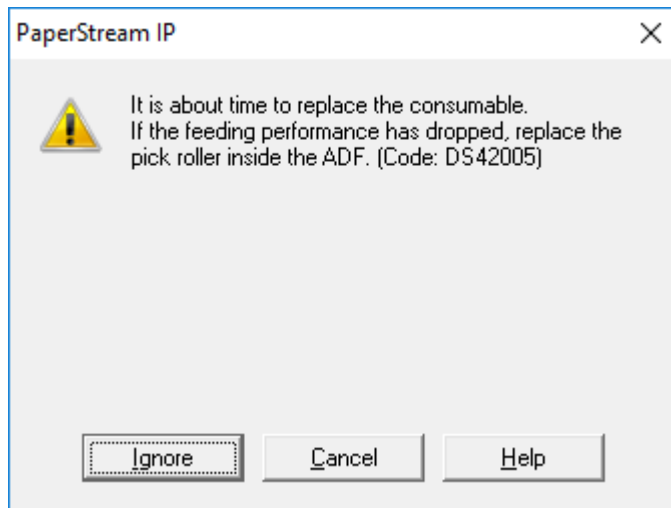 PaperStream IP
It is about time to replace the consumable.
If the feeding performance has dropped, replace the
pick roller inside the ADF. (Code: DS42005)
Ignore
Cancel
Help